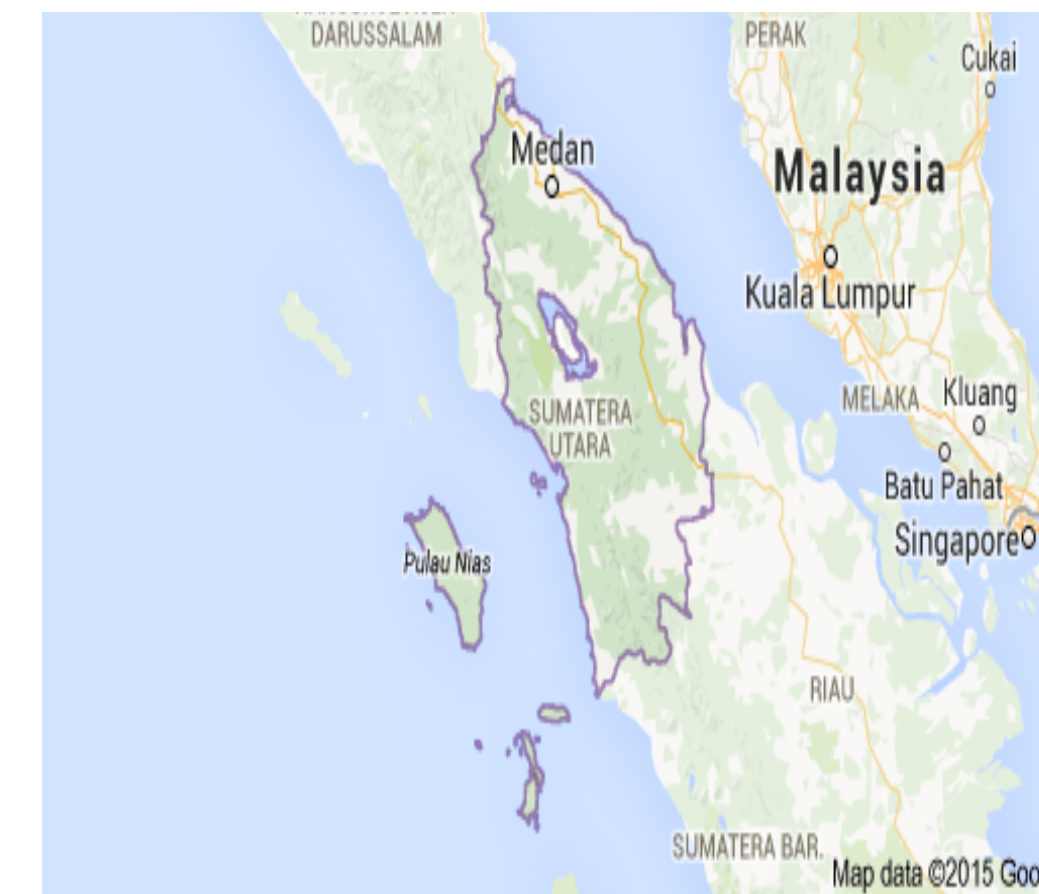 DARUSSALAM
PERAK
Cukai
Medan
Malaysia
Kuala Lumpur
MELAKA
Kluang
SUMATERA
UTARA
Batu Pahat
Singapore
Pulau Nias
RIAU
SUMATERA BAR.
Map data ©2015 Goo